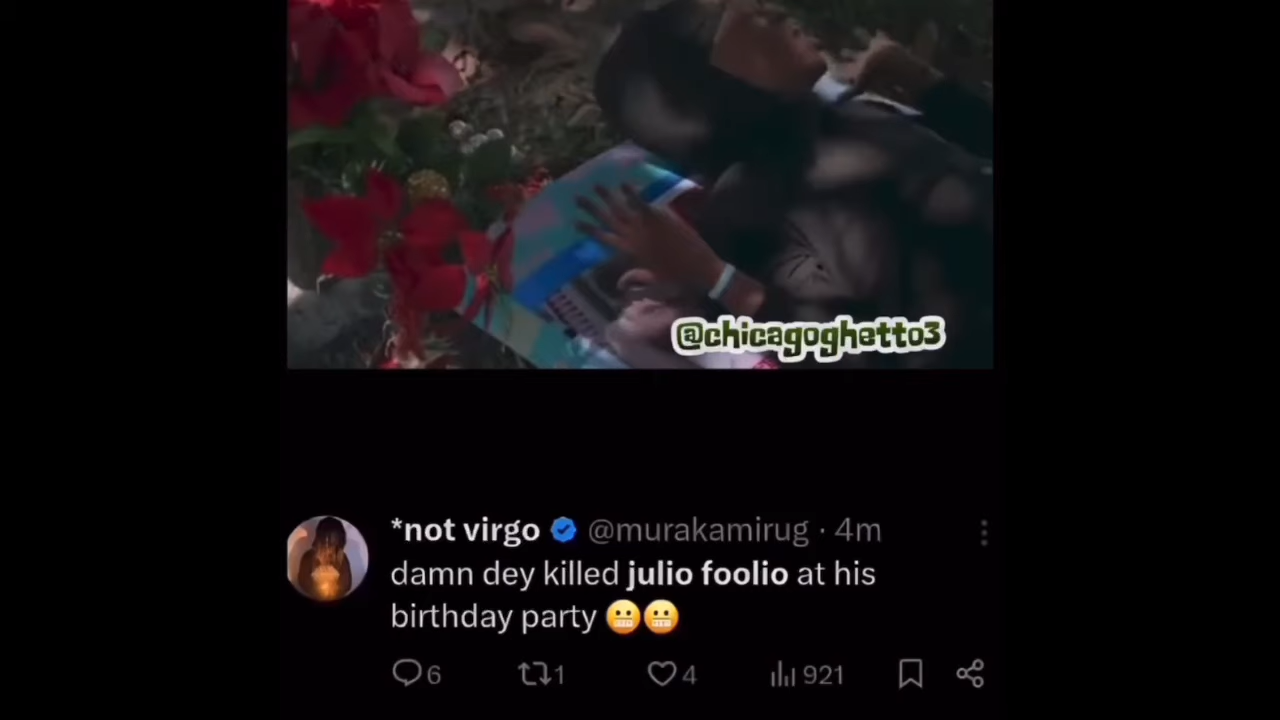 @chicagoghetto3
*not virgo @murakamirug · 4m
damn dey killed julio foolio at his
birthday party 😬😬
6 1 4 921